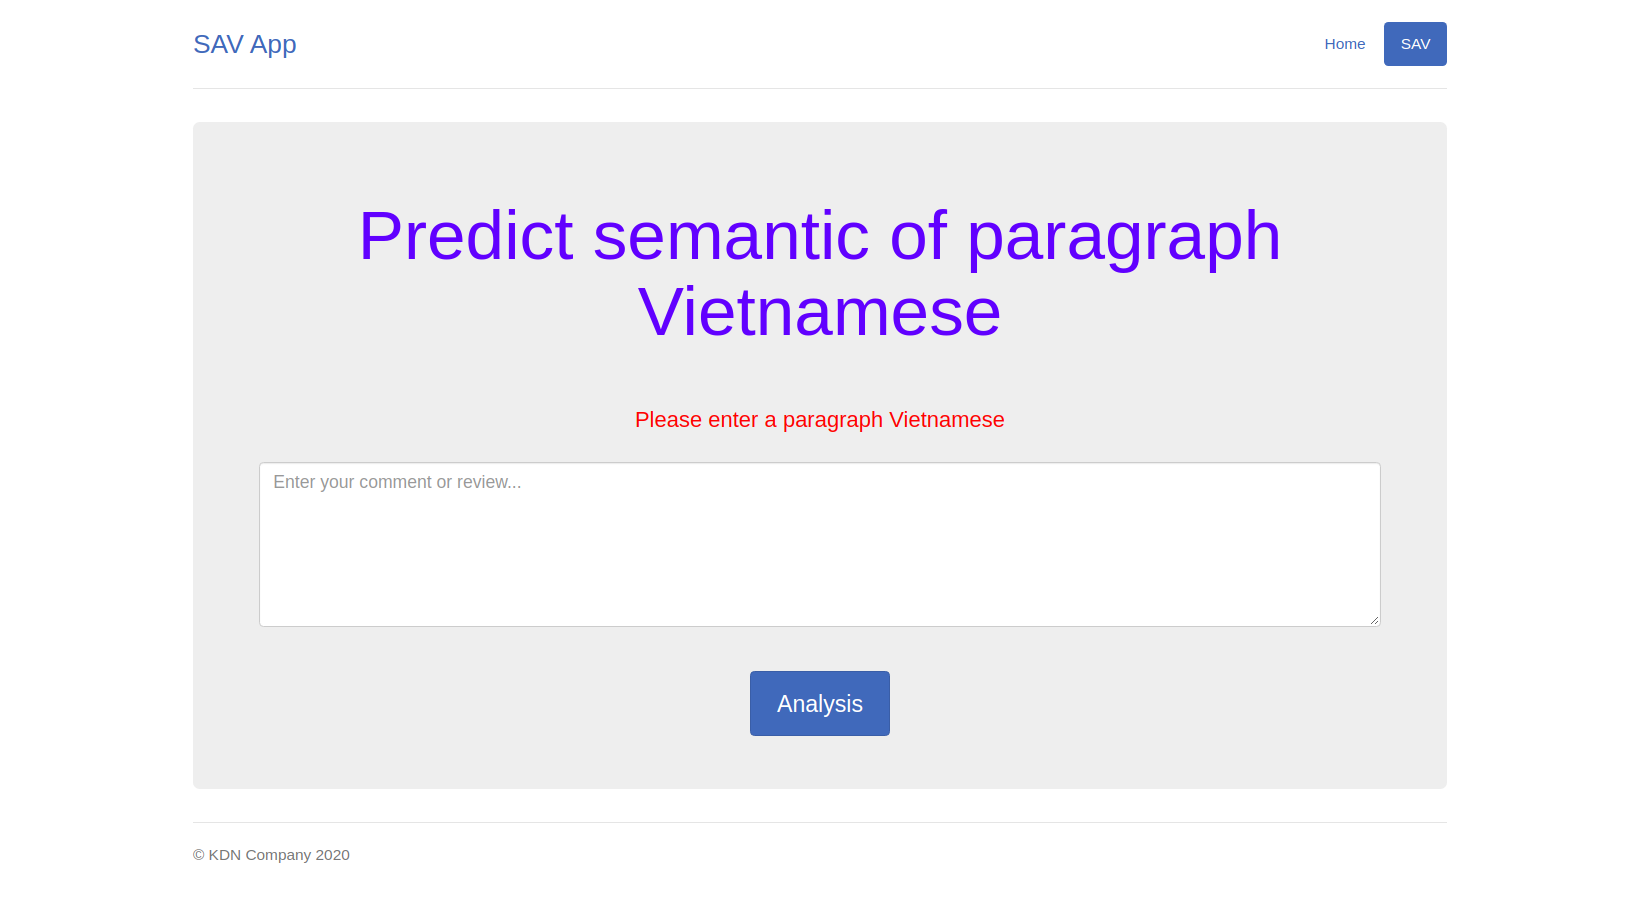 SAV App
Home
SAV
Predict semantic of paragraph
Vietnamese
Please enter a paragraph Vietnamese
Enter your comment or review...
Analysis
© KDN Company 2020